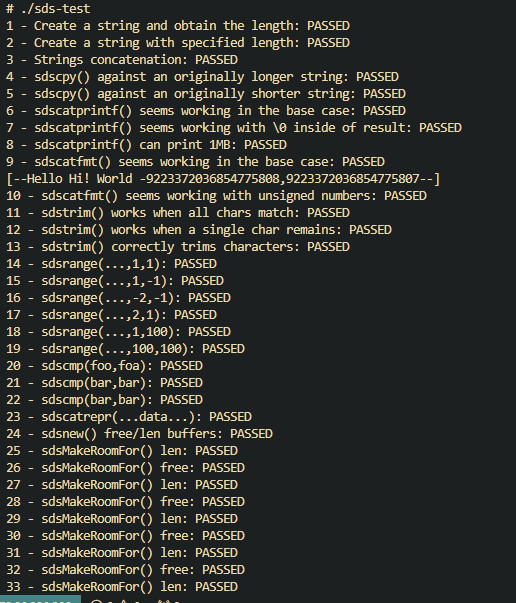 # ./sds-test
1 - Create a string and obtain the length: PASSED
2 - Create a string with specified length: PASSED
3 - Strings concatenation: PASSED
4 - sdscpy() against an originally longer string: PASSED
5 - sdscpy() against an originally shorter string: PASSED
6 - sdscatprintf() seems working in the base case: PASSED
7 - sdscatprintf() seems working with \0 inside of result: PASSED
8 - sdscatprintf() can print 1MB: PASSED
9 - sdscatfmt() seems working in the base case: PASSED
[--Hello Hi! World -9223372036854775808,9223372036854775807--]
10 - sdscatfmt() seems working with unsigned numbers: PASSED
11 - sdstrim() works when all chars match: PASSED
12 - sdstrim() works when a single char remains: PASSED
13 - sdstrim() correctly trims characters: PASSED
14 - sdsrange(...,1,1): PASSED
15 - sdsrange(...,1,-1): PASSED
16 - sdsrange(...,-2,-1): PASSED
17 - sdsrange(...,2,1): PASSED
18 - sdsrange(...,1,100): PASSED
19 - sdsrange(...,100,100): PASSED
20 - sdscmp(foo,foa): PASSED
21 - sdscmp(bar,bar): PASSED
22 - sdscmp(bar,bar): PASSED
23 - sdscatrepr(...data...): PASSED
24 - sdsnew() free/len buffers: PASSED
25 - sdsMakeRoomFor() len: PASSED
26 - sdsMakeRoomFor() free: PASSED
27 - sdsMakeRoomFor() len: PASSED
28 - sdsMakeRoomFor() free: PASSED
29 - sdsMakeRoomFor() len: PASSED
30 - sdsMakeRoomFor() free: PASSED
31 - sdsMakeRoomFor() len: PASSED
32 - sdsMakeRoomFor() free: PASSED
33 - sdsMakeRoomFor() len: PASSED